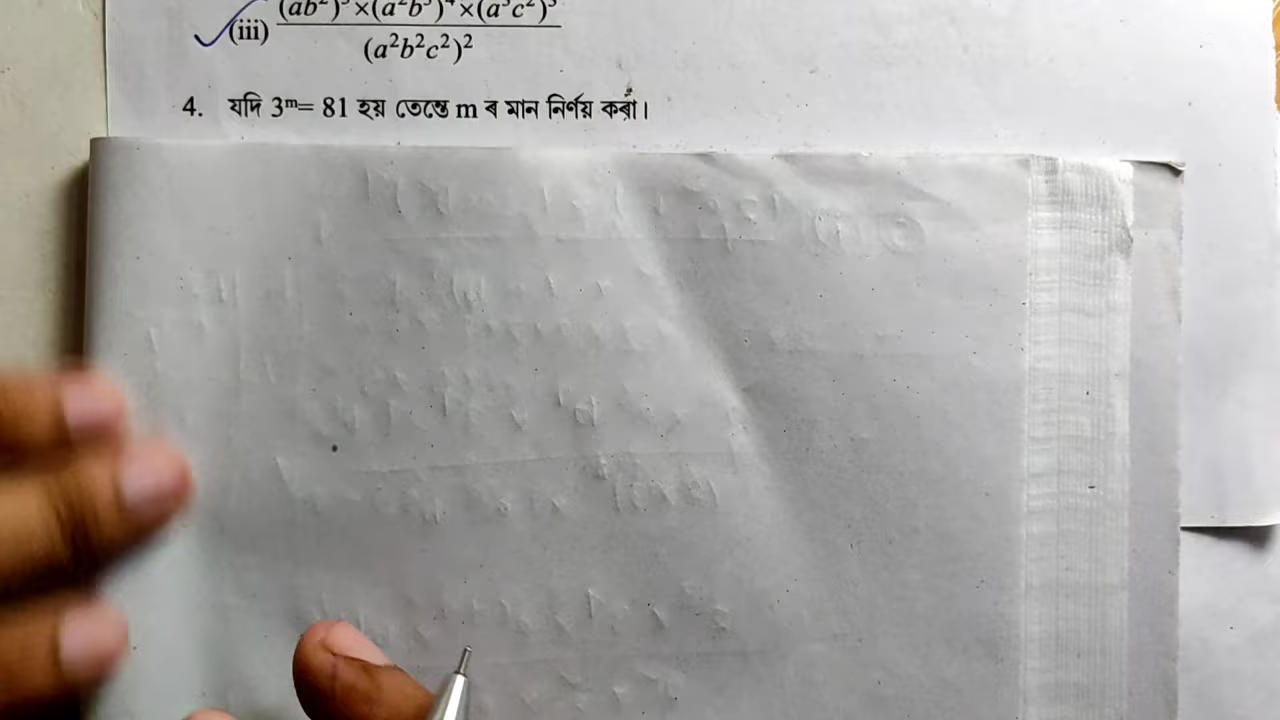 (iii) (ab²)³×(a²b³)⁴×(a³c²)³
(a²b²c²)²
4. যদি 3ᵐ= 81 হয় তেন্তে m ৰ মান নিৰ্ণয় কৰা।